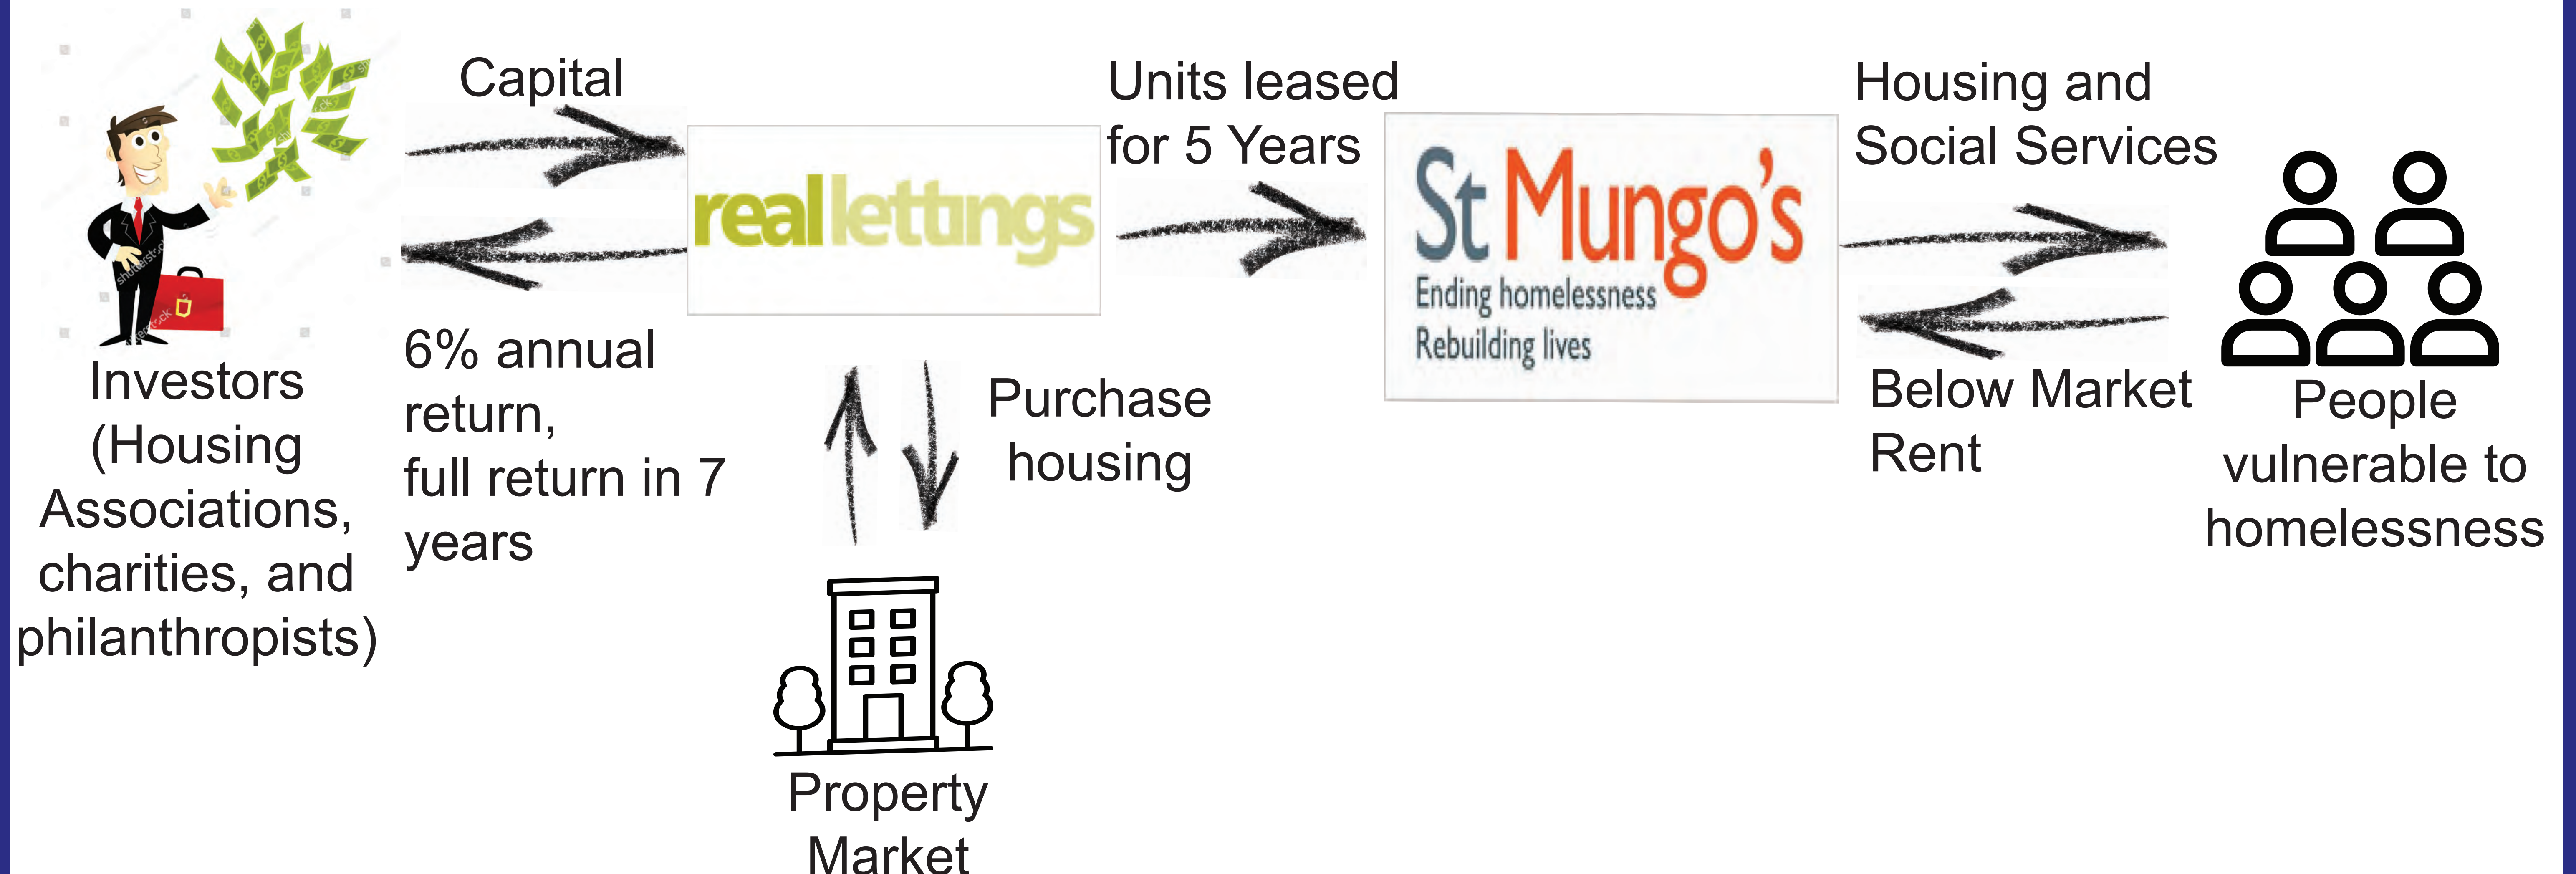 Capital
Investors
(Housing
Associations,
charities, and
philanthropists)
6% annual
return,
full return in 7
years
reallettings
Purchase
housing
Property
Market
Units leased
for 5 Years
St Mungo's
Ending homelessness
Rebuilding lives
Housing and
Social Services
Below Market
Rent
People
vulnerable to
homelessness